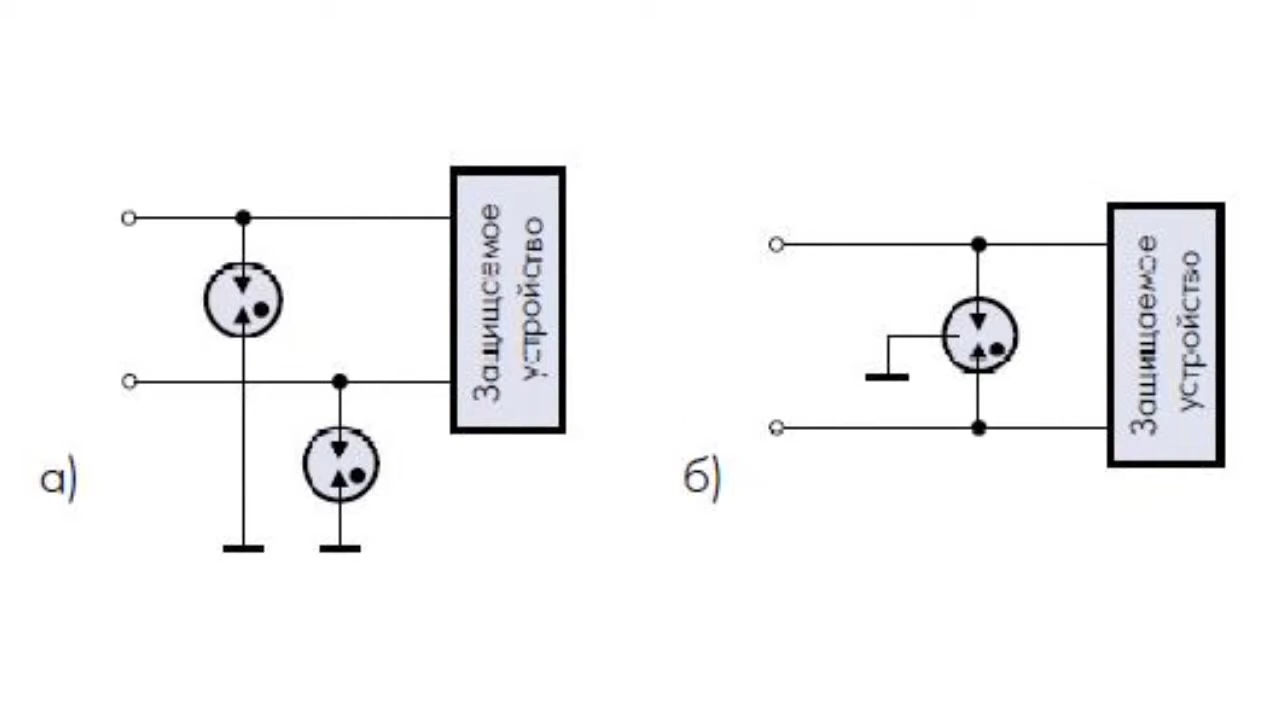 Защищаемое
устройство
а)
Защищаемое
устройство
б)